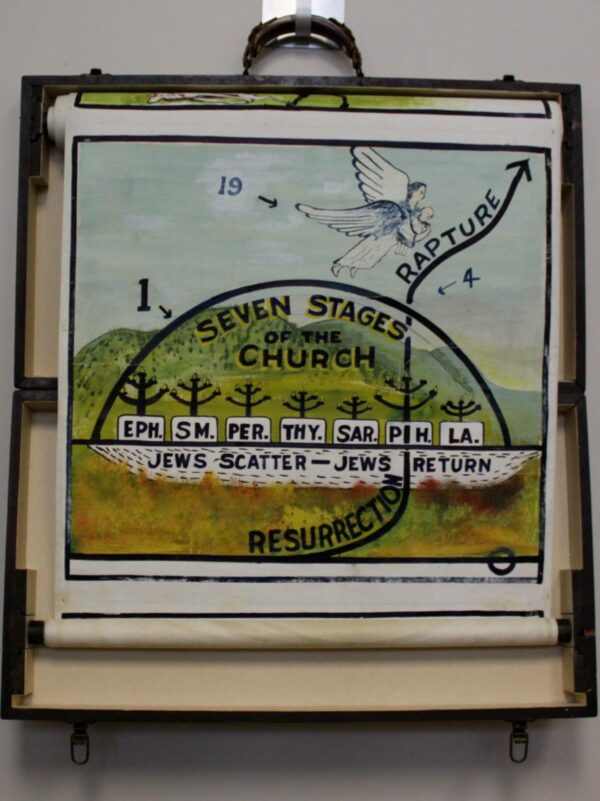 19
RAPTURE
4
1
SEVEN STAGES
OF THE
CHURCH
EPH. SM. PER. THY. SAR. PIH. LA.
JEWS SCATTER — JEWS RETURN
RESURRECTION